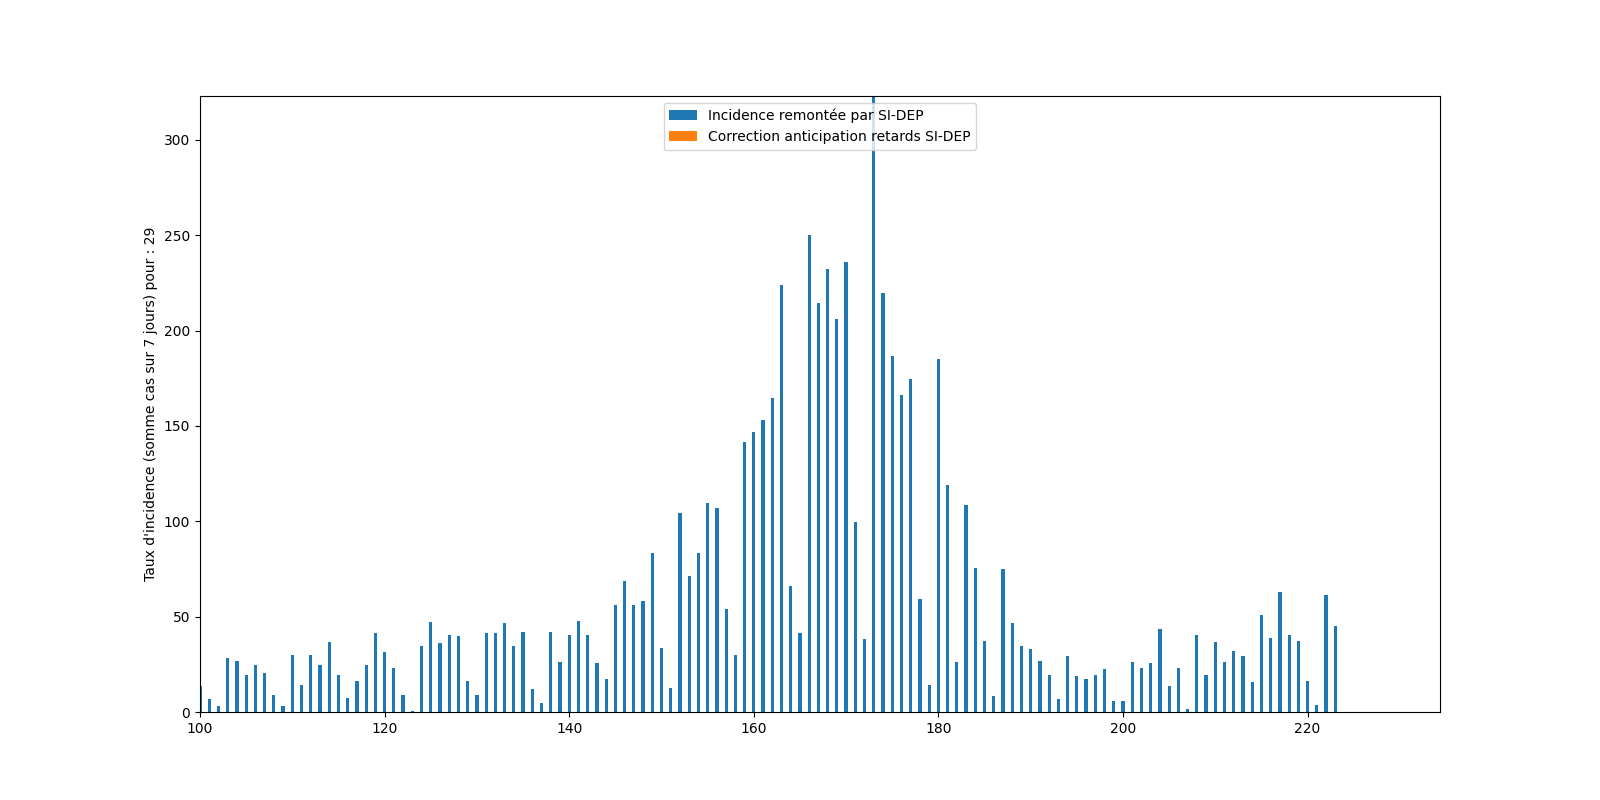 Incidence remontée par SI-DEP
Correction anticipation retards SI-DEP
Taux d'incidence (somme cas sur 7 jours) pour : 29
300
250
200
150
100
50
0
100 120 140 160 180 200 220